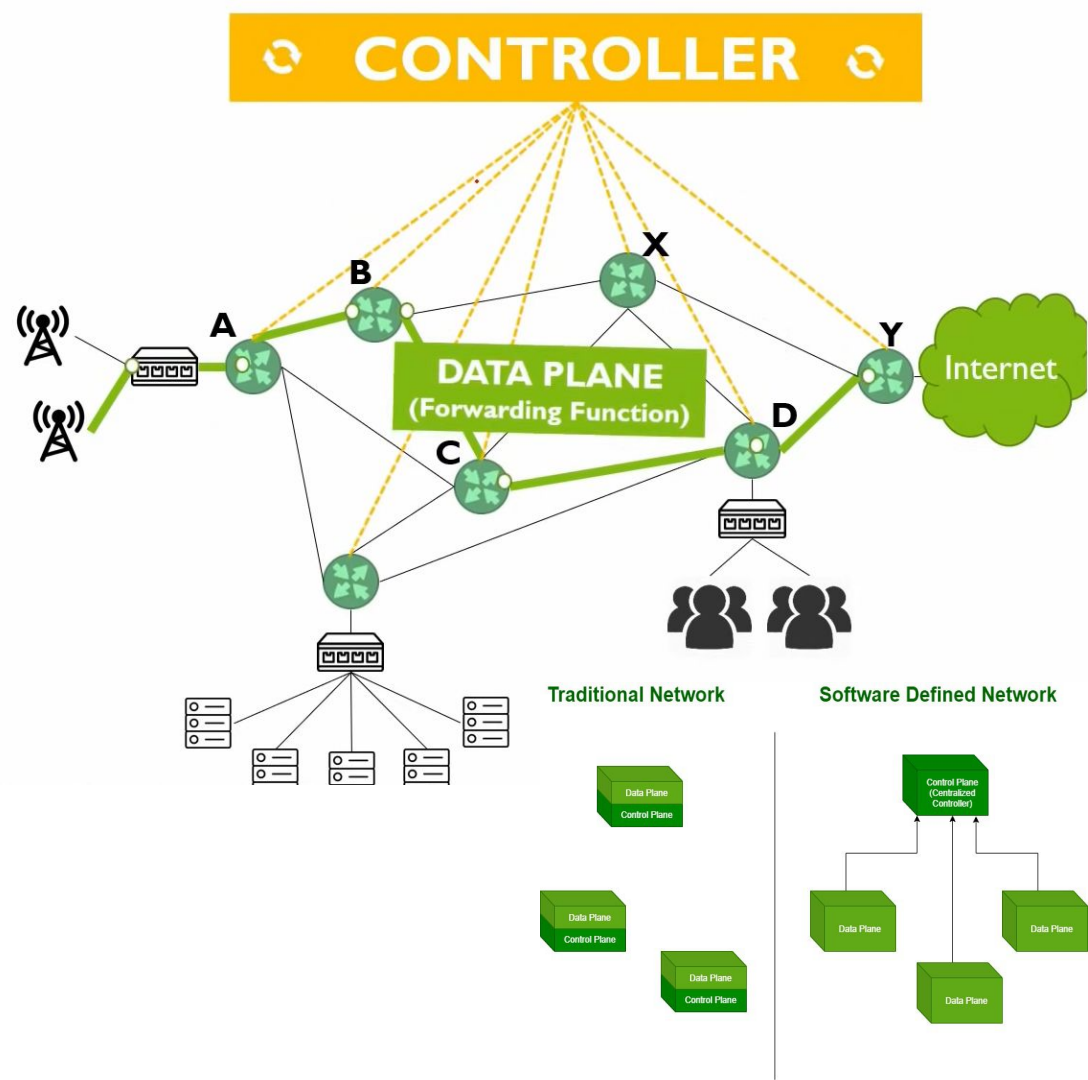 CONTROLLER
X
B
A
Y
Internet
DATA PLANE
(Forwarding Function)
D
C
Traditional Network
Software Defined Network
Data Plane
Control Plane
Data Plane
Control Plane
Data Plane
Control Plane
Control Plane
(Centralized
Controller)
Data Plane
Data Plane
Data Plane